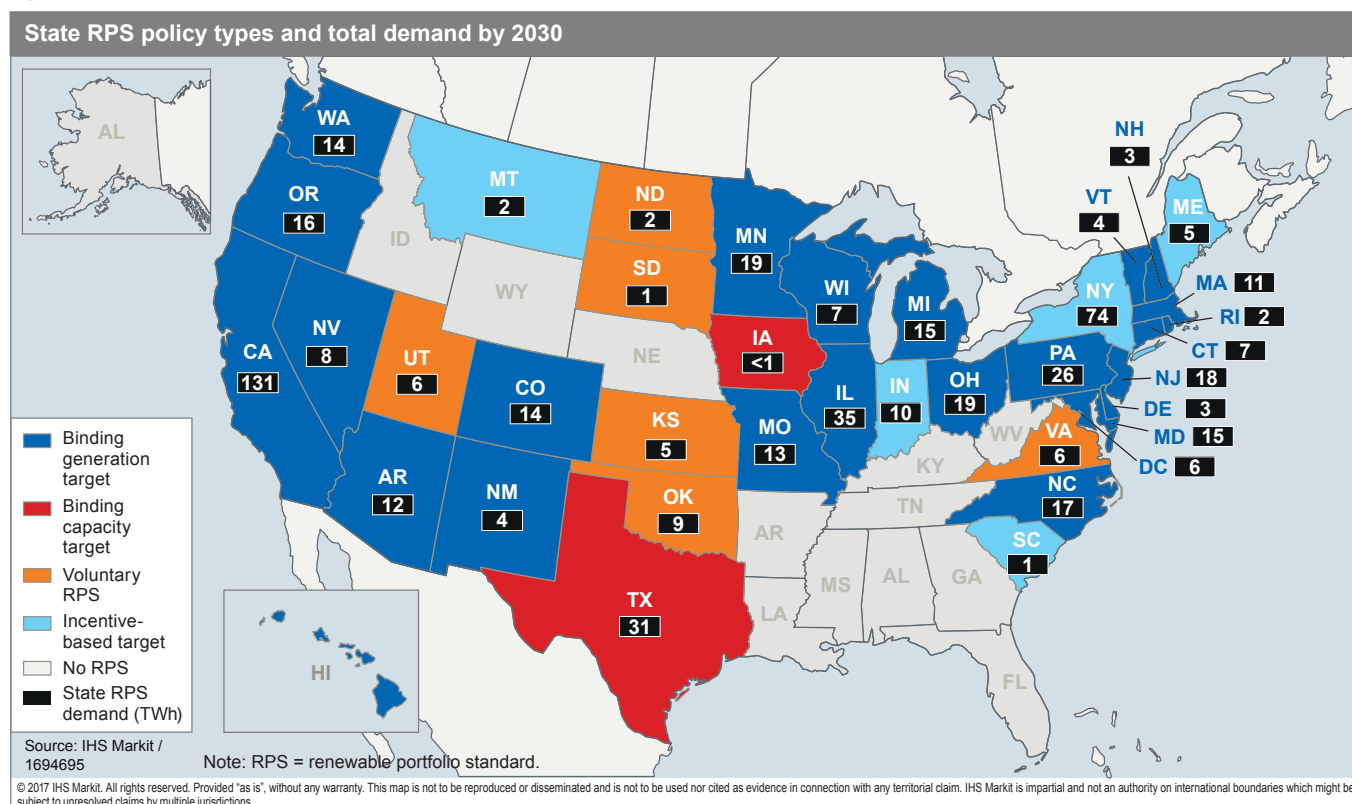 State RPS policy types and total demand by 2030
AL
WA
14
OR
16
CA
131
NV
8
ID
MT
2
WY
UT
6
CO
14
AR
12
NM
4
ND
2
SD
1
NE
KS
5
OK
9
TX
31
MN
19
IA
<1
MO
13
AR
LA
WI
7
IL
35
MI
15
IN
10
OH
19
KY
TN
MS
AL
GA
FL
WV
VA
6
NC
17
SC
1
PA
26
NY
74
VT
4
NH
3
ME
5
MA 11
RI 2
CT 7
NJ 18
DE 3
MD 15
DC 6
HI
Binding
generation
target
Binding
capacity
target
Voluntary
RPS
Incentive-
based target
No RPS
State RPS
demand (TWh)
Source: IHS Markit /
1694695
Note: RPS = renewable portfolio standard.
© 2017 IHS Markit. All rights reserved. Provided “as is”, without any warranty. This map is not to be reproduced or disseminated and is not to be used nor cited as evidence in connection with any territorial claim. IHS Markit is impartial and not an authority on international boundaries which might be
subject to unresolved claims by multiple jurisdictions.